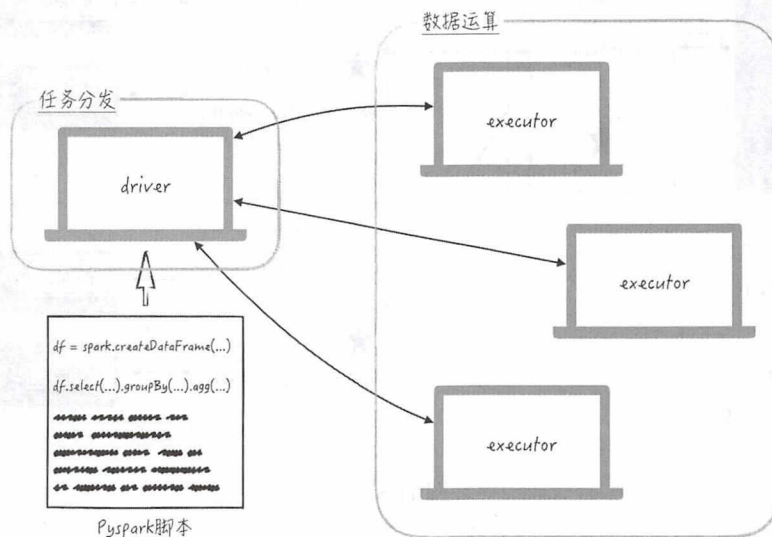 数据运算
任务分发
executor
driver
executor
df = spark.createDataFrame(...)
df.select(...).groupBy(...).agg(...)
executor
Pyspark脚本